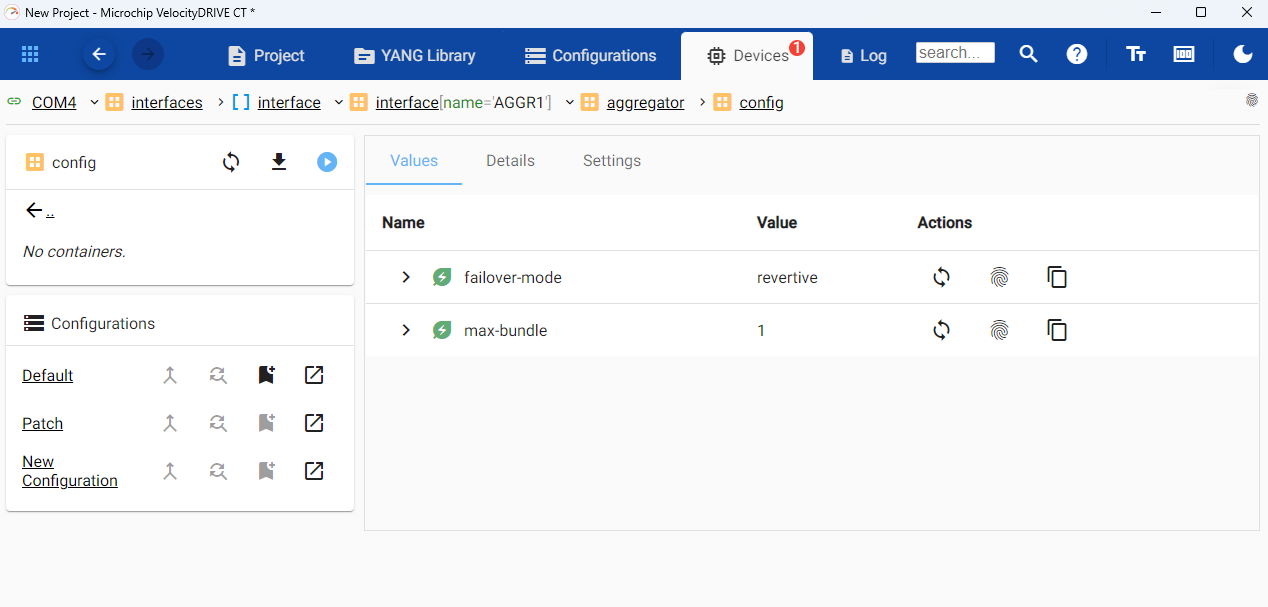 New Project - Microchip VelocityDRIVE CT *
Project YANG Library Configurations Devices 1 Log search...
COM4 interfaces interface interface[name='AGGR1'] aggregator config
config
..
No containers.
Configurations
Default
Patch
New
Configuration
Values Details Settings
Name Value Actions
failover-mode revertive
max-bundle 1